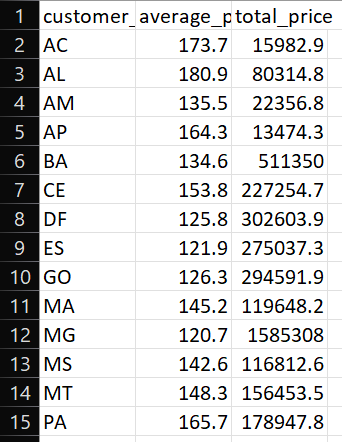 1 customer_ average_p total_price
2 AC 173.7 15982.9
3 AL 180.9 80314.8
4 AM 135.5 22356.8
5 AP 164.3 13474.3
6 BA 134.6 511350
7 CE 153.8 227254.7
8 DF 125.8 302603.9
9 ES 121.9 275037.3
10 GO 126.3 294591.9
11 MA 145.2 119648.2
12 MG 120.7 1585308
13 MS 142.6 116812.6
14 MT 148.3 156453.5
15 PA 165.7 178947.8